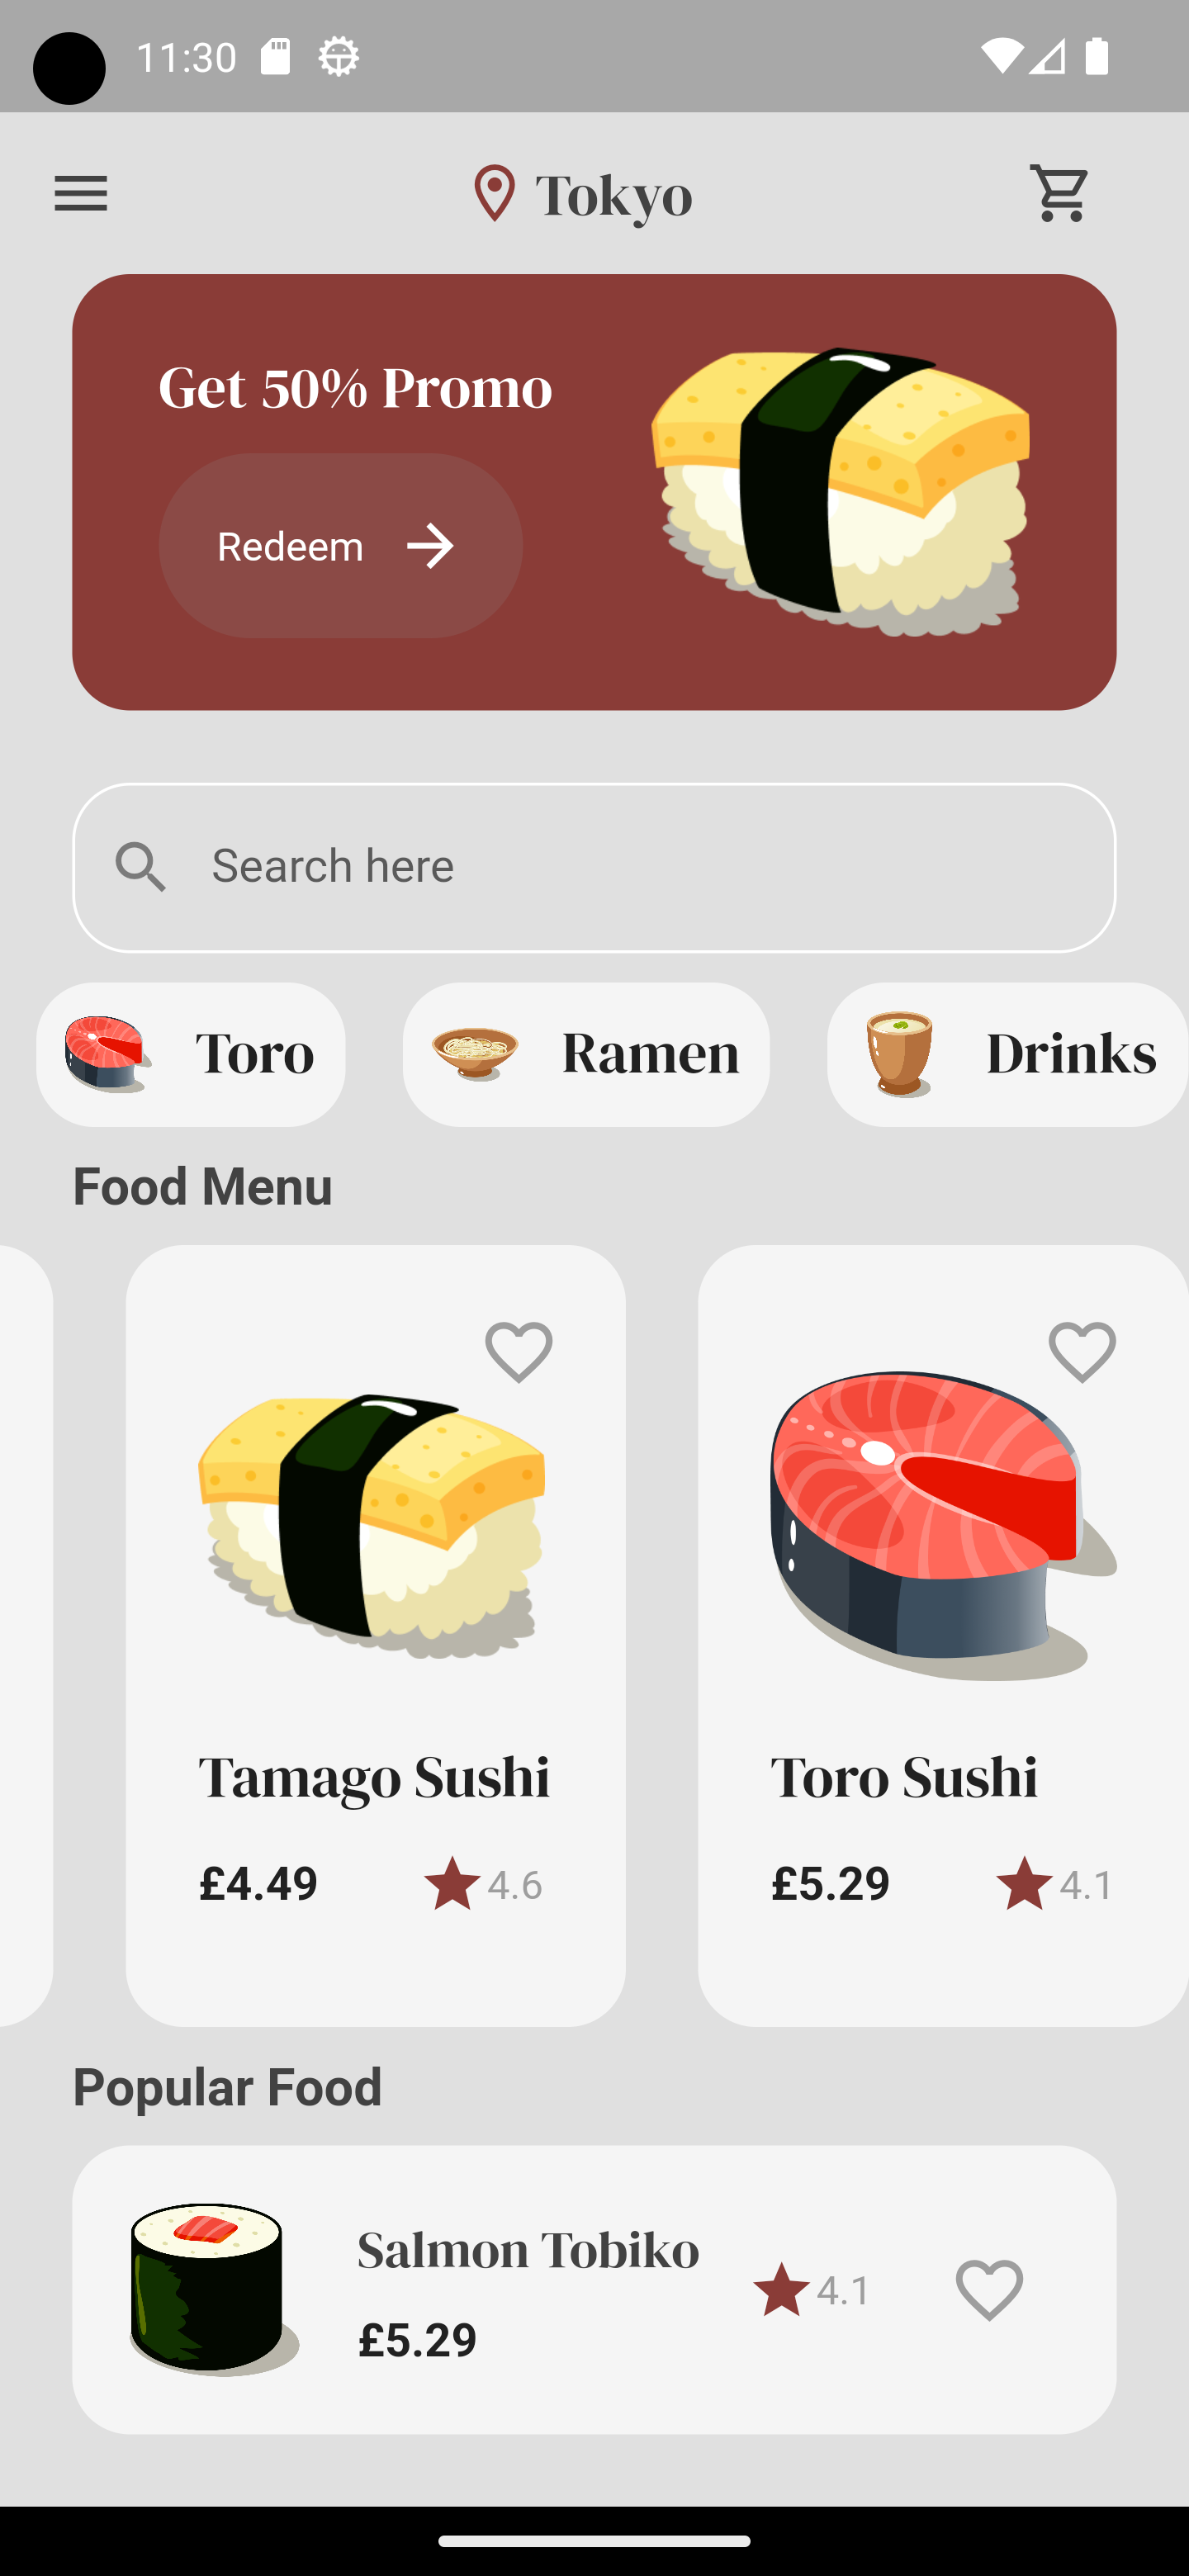 11:30
Tokyo
Get 50% Promo
Redeem
Search here
Toro
Ramen
Drinks
Food Menu
Tamago Sushi
£4.49
4.6
Toro Sushi
£5.29
4.1
Popular Food
Salmon Tobiko
4.1
£5.29